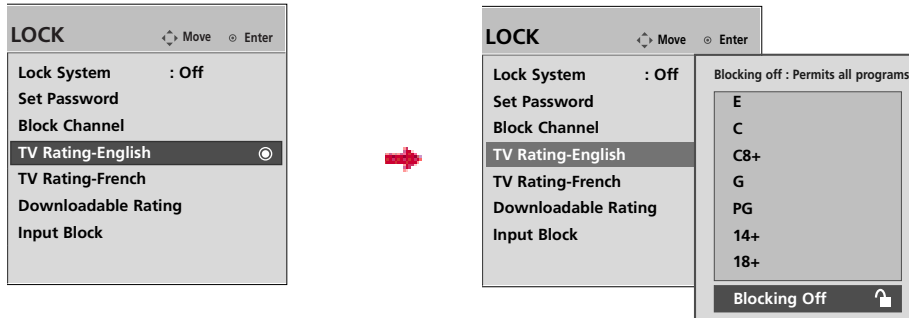 LOCK Move Enter
Lock System : Off
Set Password
Block Channel
TV Rating-English
TV Rating-French
Downloadable Rating
Input Block
LOCK Move Enter
Lock System : Off
Set Password
Block Channel
TV Rating-English
TV Rating-French
Downloadable Rating
Input Block
Blocking off : Permits all programs
E
C
C8+
G
PG
14+
18+
Blocking Off